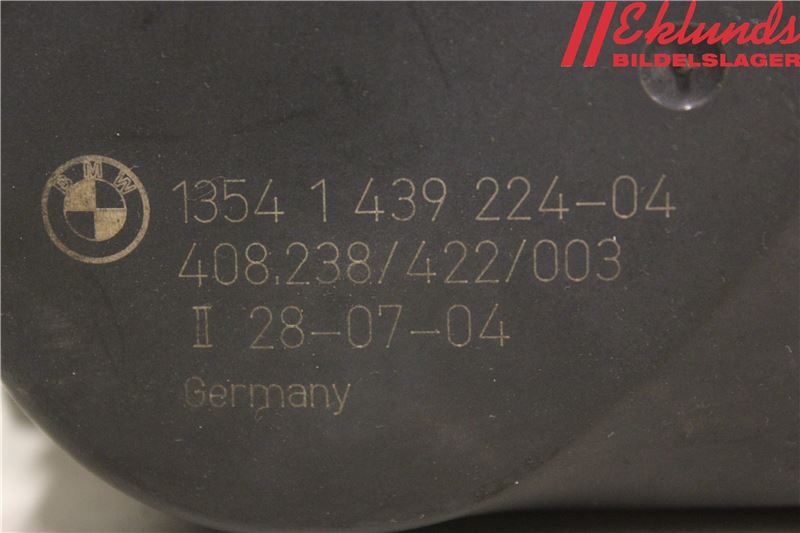 Eklunds
BILDELSLAGER
BMW
1354 1 439 224-04
408.238/422/003
II 28-07-04
Germany